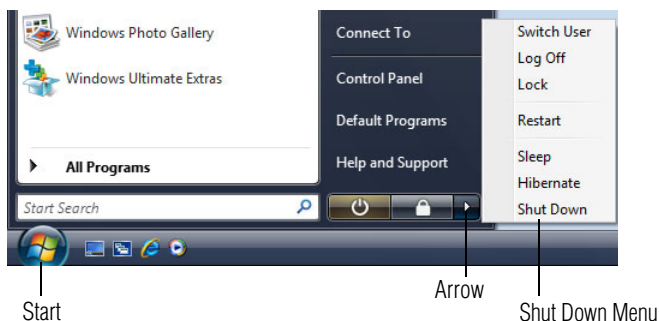 Windows Photo Gallery
Windows Ultimate Extras
All Programs
Start Search
Connect To
Control Panel
Default Programs
Help and Support
Switch User
Log Off
Lock
Restart
Sleep
Hibernate
Shut Down
Start
Arrow
Shut Down Menu